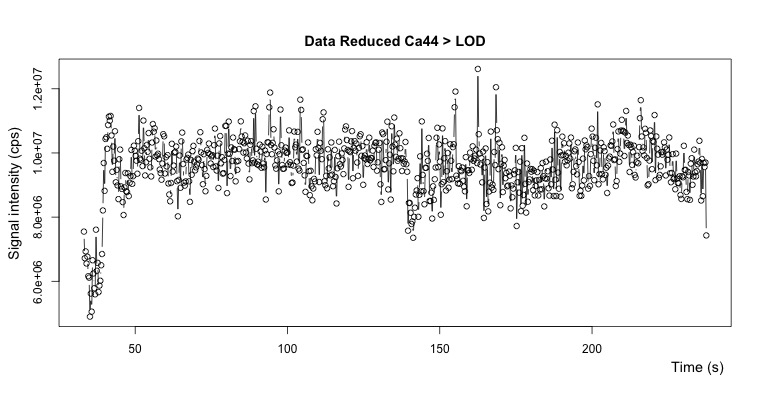 Data Reduced Ca44 > LOD
Signal intensity (cps)
1.2e+07
1.0e+07
8.0e+06
6.0e+06
50 100 150 200
Time (s)